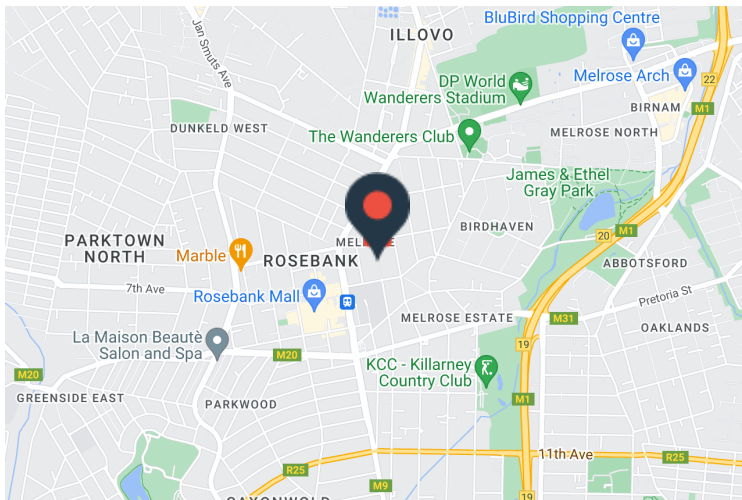 BluBird Shopping Centre
ILLOVO
Jan Smuts Ave
Melrose Arch
22
DP World
Wanderers Stadium
BIRNAM
M1
DUNKELD WEST
The Wanderers Club
MELROSE NORTH
James & Ethel
Gray Park
BIRDHAVEN
M1
20
PARKTOWN
NORTH
Marble
ROSEBANK
ABBOTSFORD
7th Ave
Rosebank Mall
Pretoria St
MELROSE ESTATE
M31
OAKLANDS
La Maison Beautè
Salon and Spa
M20
19
KCC - Killarney
Country Club
M20
GREENSIDE EAST
PARKWOOD
M1
11th Ave
R25
R25
M9
19